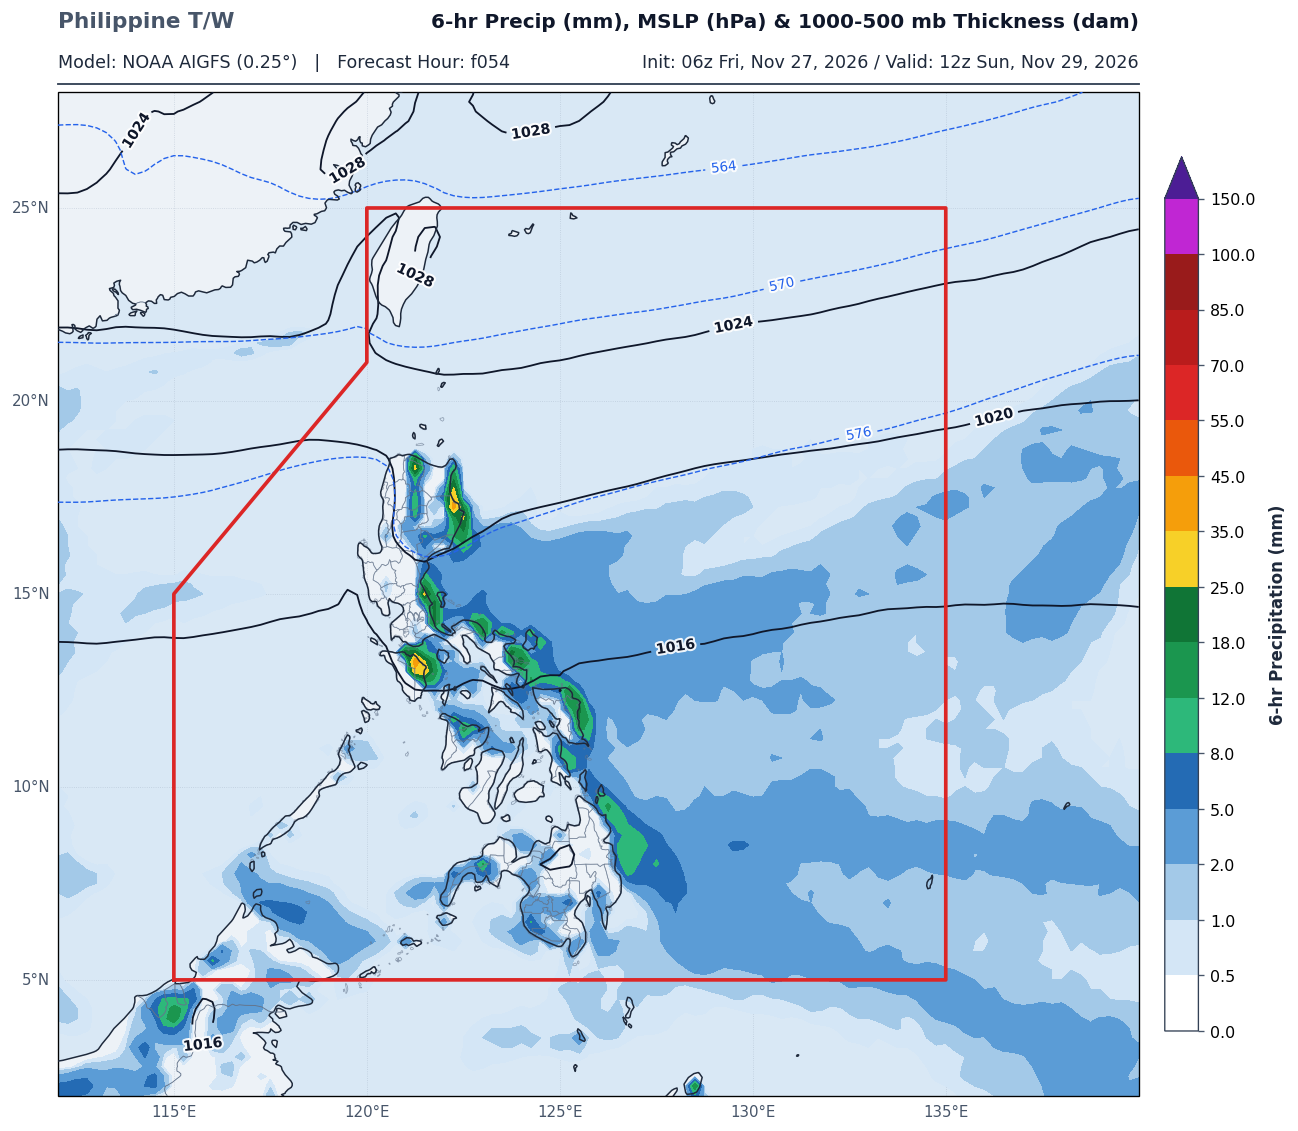 Philippine T/W
6-hr Precip (mm), MSLP (hPa) & 1000-500 mb Thickness (dam)
Model: NOAA AIGFS (0.25°)   |   Forecast Hour: f054
Init: 06z Fri, Nov 27, 2026 / Valid: 12z Sun, Nov 29, 2026
1024
1028
1028
564
25°N
1028
570
1024
20°N
1020
576
15°N
1016
10°N
5°N
1016
115°E
120°E
125°E
130°E
135°E
150.0
100.0
85.0
70.0
55.0
45.0
35.0
25.0
18.0
12.0
8.0
5.0
2.0
1.0
0.5
0.0
6-hr Precipitation (mm)